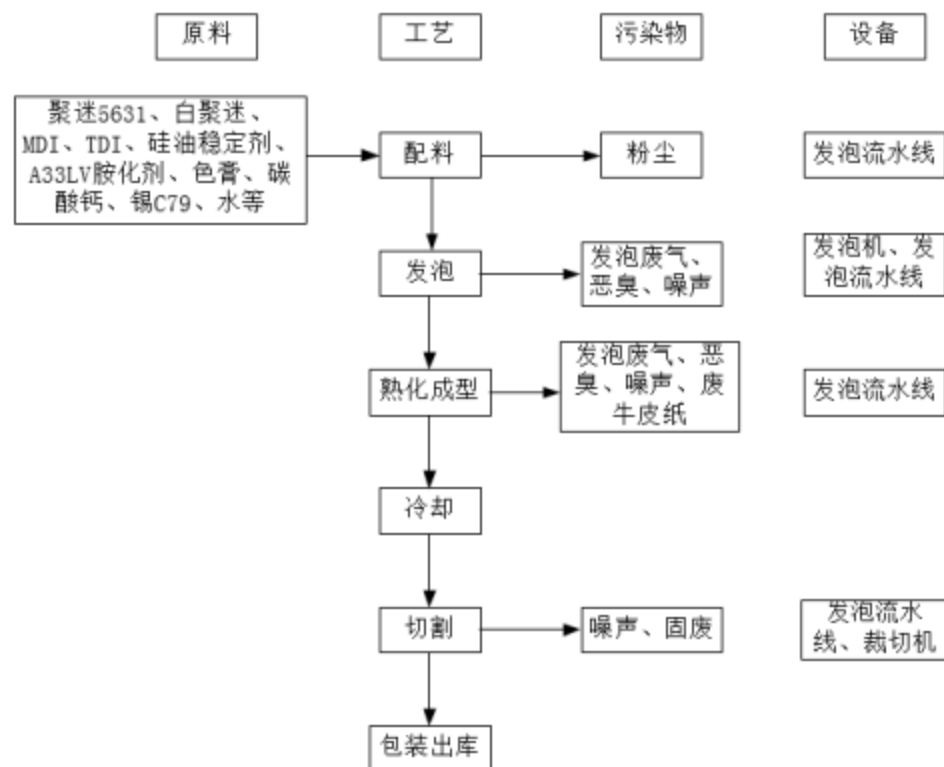 原料
工艺
污染物
设备
聚迷5631、白聚迷、
MDI、TDI、硅油稳定剂、
A33LV胺化剂、色膏、碳
酸钙、锡C79、水等
配料
粉尘
发泡流水线
发泡
发泡废气、
恶臭、噪声
发泡机、发
泡流水线
熟化成型
发泡废气、恶
臭、噪声、废
牛皮纸
发泡流水线
冷却
切割
噪声、固废
发泡流水
线、裁切机
包装出库